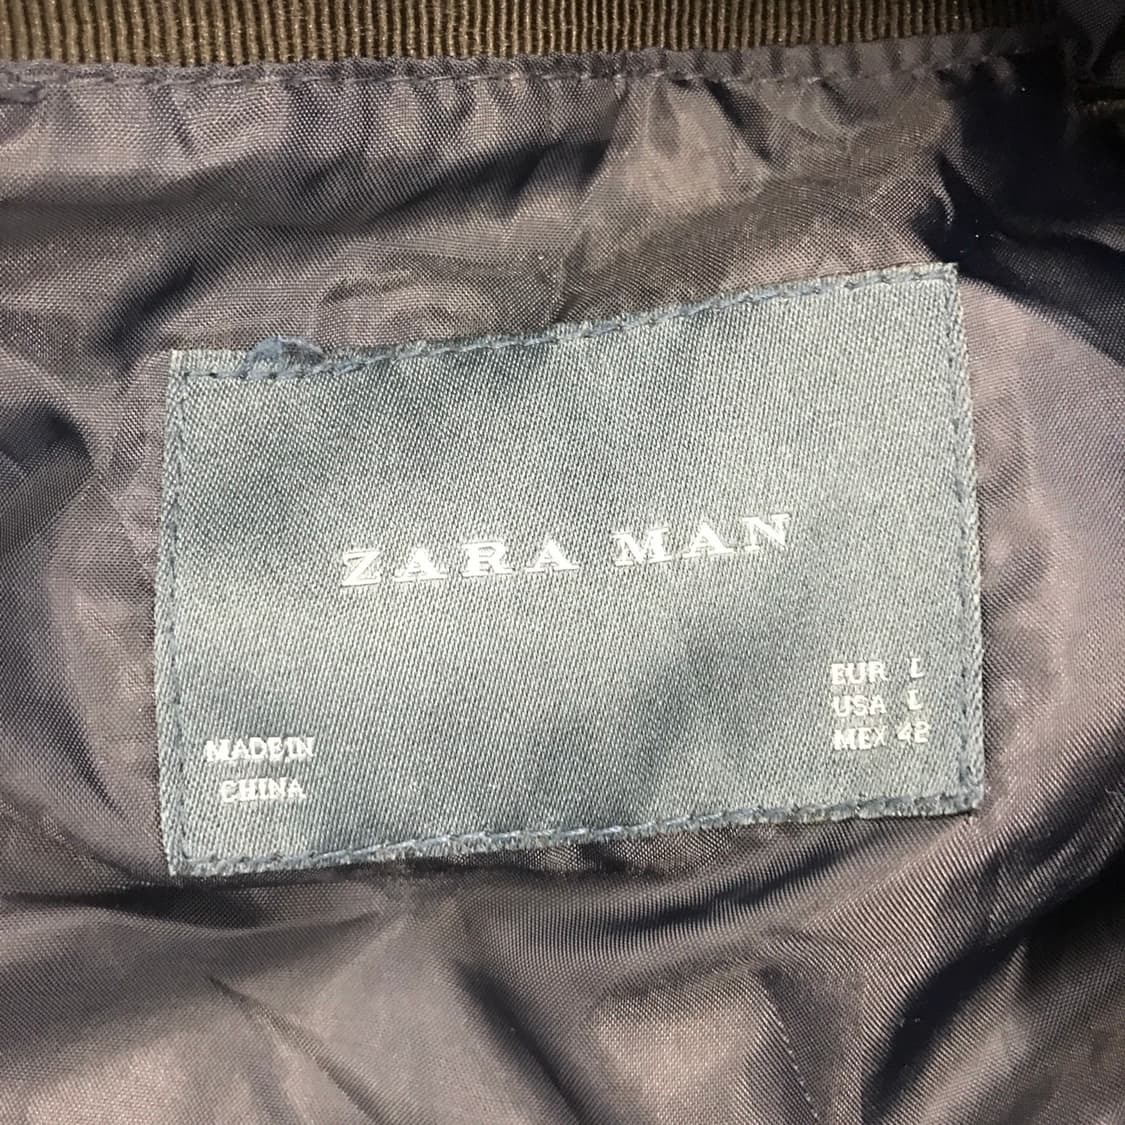 ZARA MAN
EUR L
USA L
MEX 42
MADE IN
CHINA